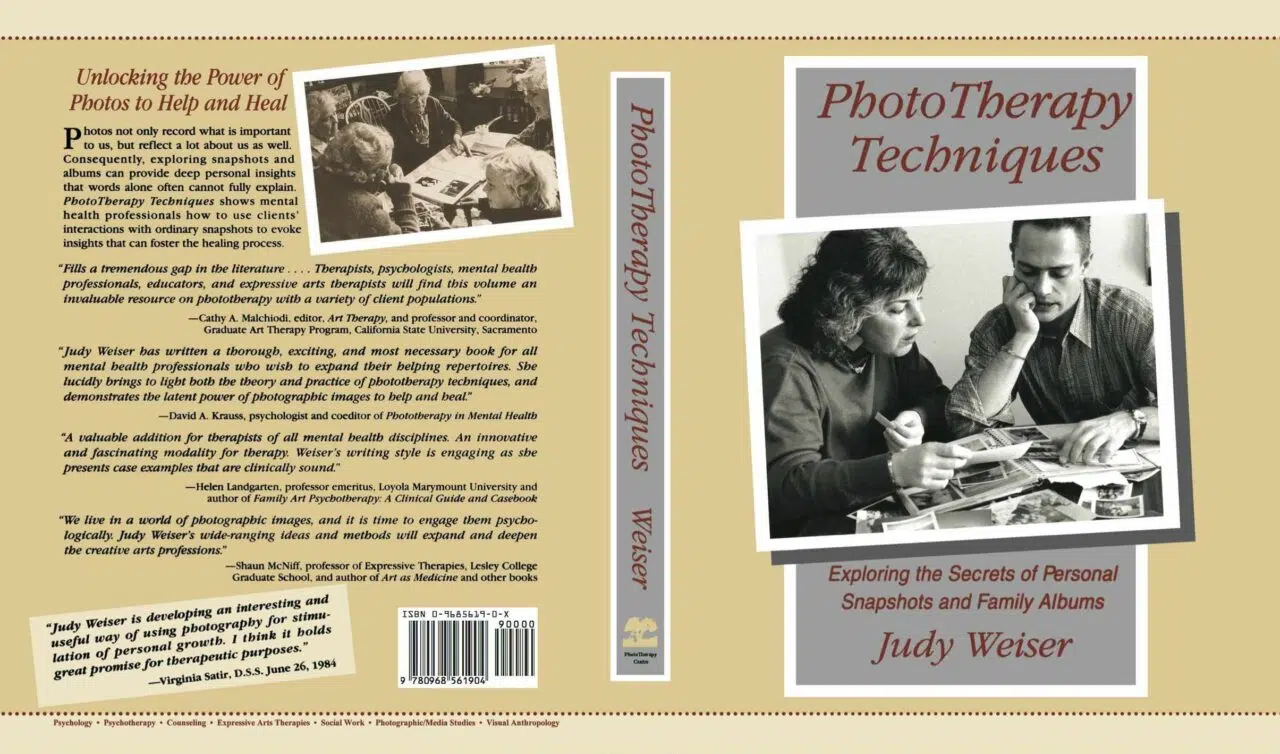 Unlocking the Power of
Photos to Help and Heal
Photos not only record what is important
to us, but reflect a lot about us as well.
Consequently, exploring snapshots and
albums can provide deep personal insights
that words alone often cannot fully explain.
PhotoTherapy Techniques shows mental
health professionals how to use clients'
interactions with ordinary snapshots to evoke
insights that can foster the healing process.
“Fills a tremendous gap in the literature . . . . Therapists, psychologists, mental health
professionals, educators, and expressive arts therapists will find this volume an
invaluable resource on phototherapy with a variety of client populations.”
—Cathy A. Malchiodi, editor, Art Therapy, and professor and coordinator,
Graduate Art Therapy Program, California State University, Sacramento
“Judy Weiser has written a thorough, exciting, and most necessary book for all
mental health professionals who wish to expand their helping repertoires. She
lucidly brings to light both the theory and practice of phototherapy techniques, and
demonstrates the latent power of photographic images to help and heal.”
—David A. Krauss, psychologist and coeditor of Phototherapy in Mental Health
“A valuable addition for therapists of all mental health disciplines. An innovative
and fascinating modality for therapy. Weiser's writing style is engaging as she
presents case examples that are clinically sound.”
—Helen Landgarten, professor emeritus, Loyola Marymount University and
author of Family Art Psychotherapy: A Clinical Guide and Casebook
“We live in a world of photographic images, and it is time to engage them psycho-
logically. Judy Weiser's wide-ranging ideas and methods will expand and deepen
the creative arts professions.”
—Shaun McNiff, professor of Expressive Therapies, Lesley College
Graduate School, and author of Art as Medicine and other books
“Judy Weiser is developing an interesting and
useful way of using photography for stimu-
lation of personal growth. I think it holds
great promise for therapeutic purposes.”
—Virginia Satir, D.S.S. June 26, 1984
ISBN 0-9685619-0-X
90000
9 780968 561904
Psychology • Psychotherapy • Counseling • Expressive Arts Therapies • Social Work • Photographic/Media Studies • Visual Anthropology
PhotoTherapy Techniques Weiser
PhotoTherapy
Centre
PhotoTherapy
Techniques
Exploring the Secrets of Personal
Snapshots and Family Albums
Judy Weiser